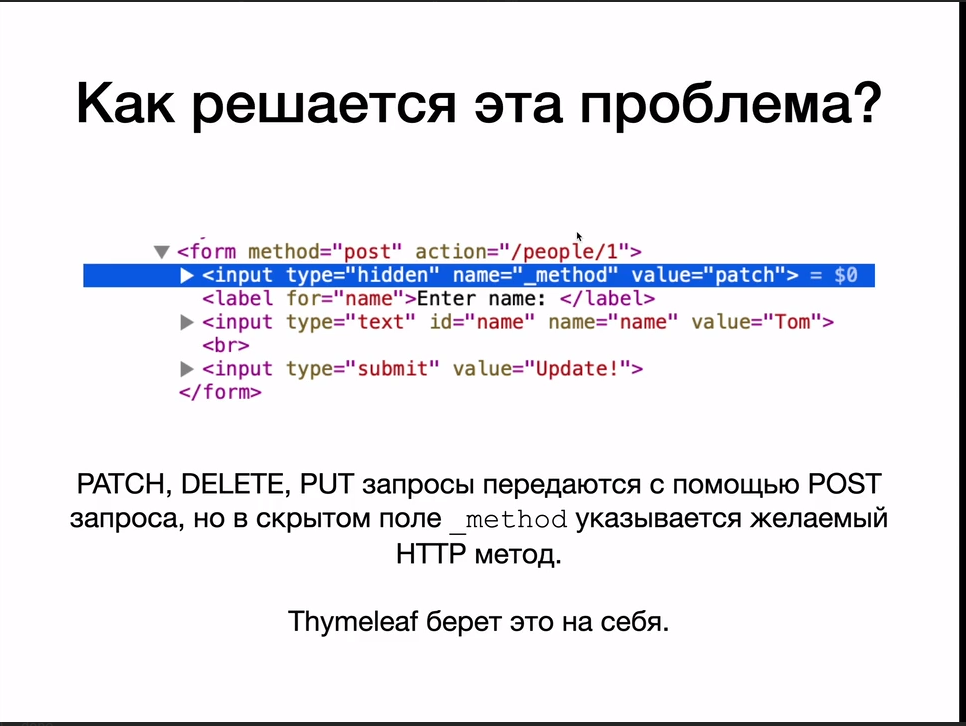 Как решается эта проблема?
<form method="post" action="/people/1">
<input type="hidden" name="_method" value="patch"> = $0
<label for="name">Enter name: </label>
<input type="text" id="name" name="name" value="Tom">
<br>
<input type="submit" value="Update!">
</form>
PATCH, DELETE, PUT запросы передаются с помощью POST
запроса, но в скрытом поле _method указывается желаемый
HTTP метод.
Thymeleaf берет это на себя.